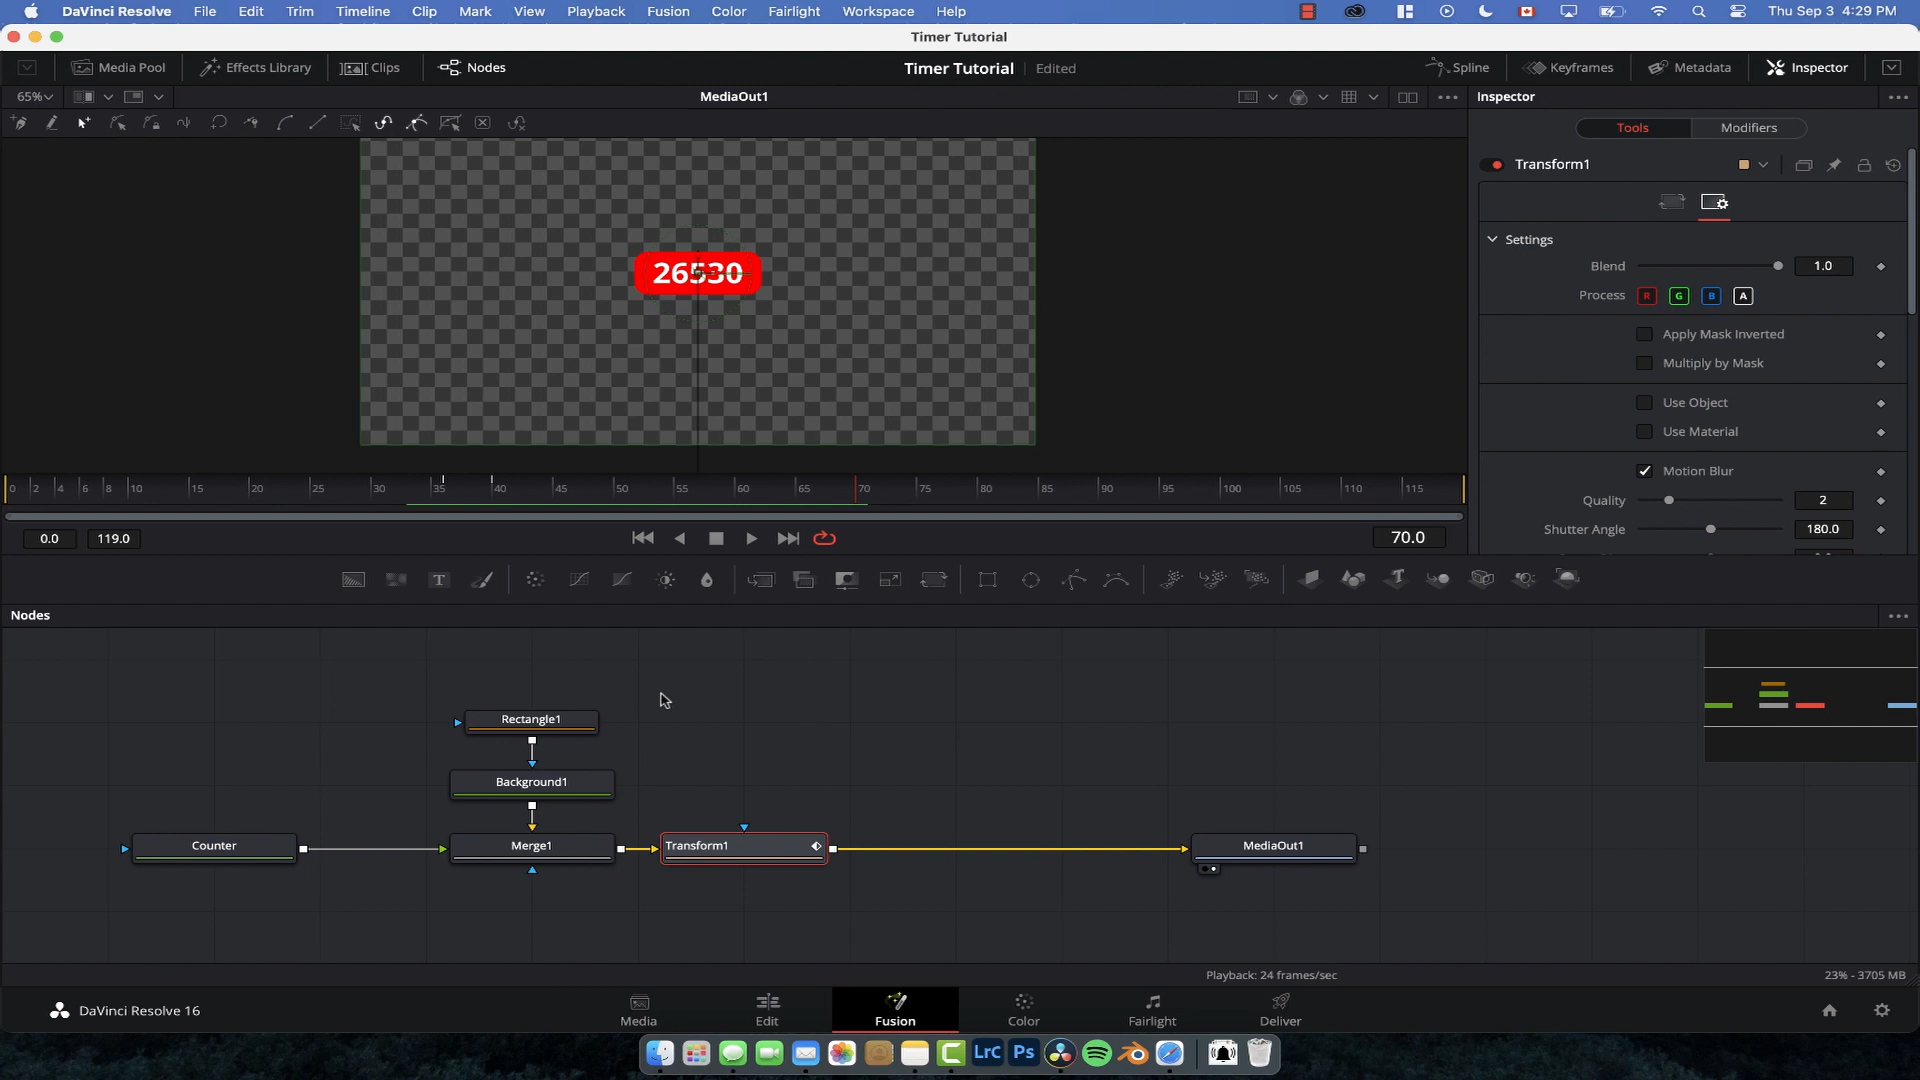 DaVinci Resolve File Edit Trim Timeline Clip Mark View Playback Fusion Color Fairlight Workspace Help Thu Sep 3 4:29 PM
Timer Tutorial
Media Pool Effects Library Clips Nodes Timer Tutorial Edited Spline Keyframes Metadata Inspector
65% MediaOut1 Inspector
Tools Modifiers
Transform1
Settings
Blend 1.0
Process R G B A
Apply Mask Inverted
Multiply by Mask
Use Object
Use Material
Motion Blur
Quality 2
Shutter Angle 180.0
26530
0 2 4 6 8 10 15 20 25 30 35 40 45 50 55 60 65 70 75 80 85 90 95 100 105 110 115
0.0 119.0 70.0
T T
Nodes
Rectangle1
Background1
Counter Merge1 Transform1 MediaOut1
Playback: 24 frames/sec 23% - 3705 MB
DaVinci Resolve 16 Media Edit Fusion Color Fairlight Deliver
LrC Ps